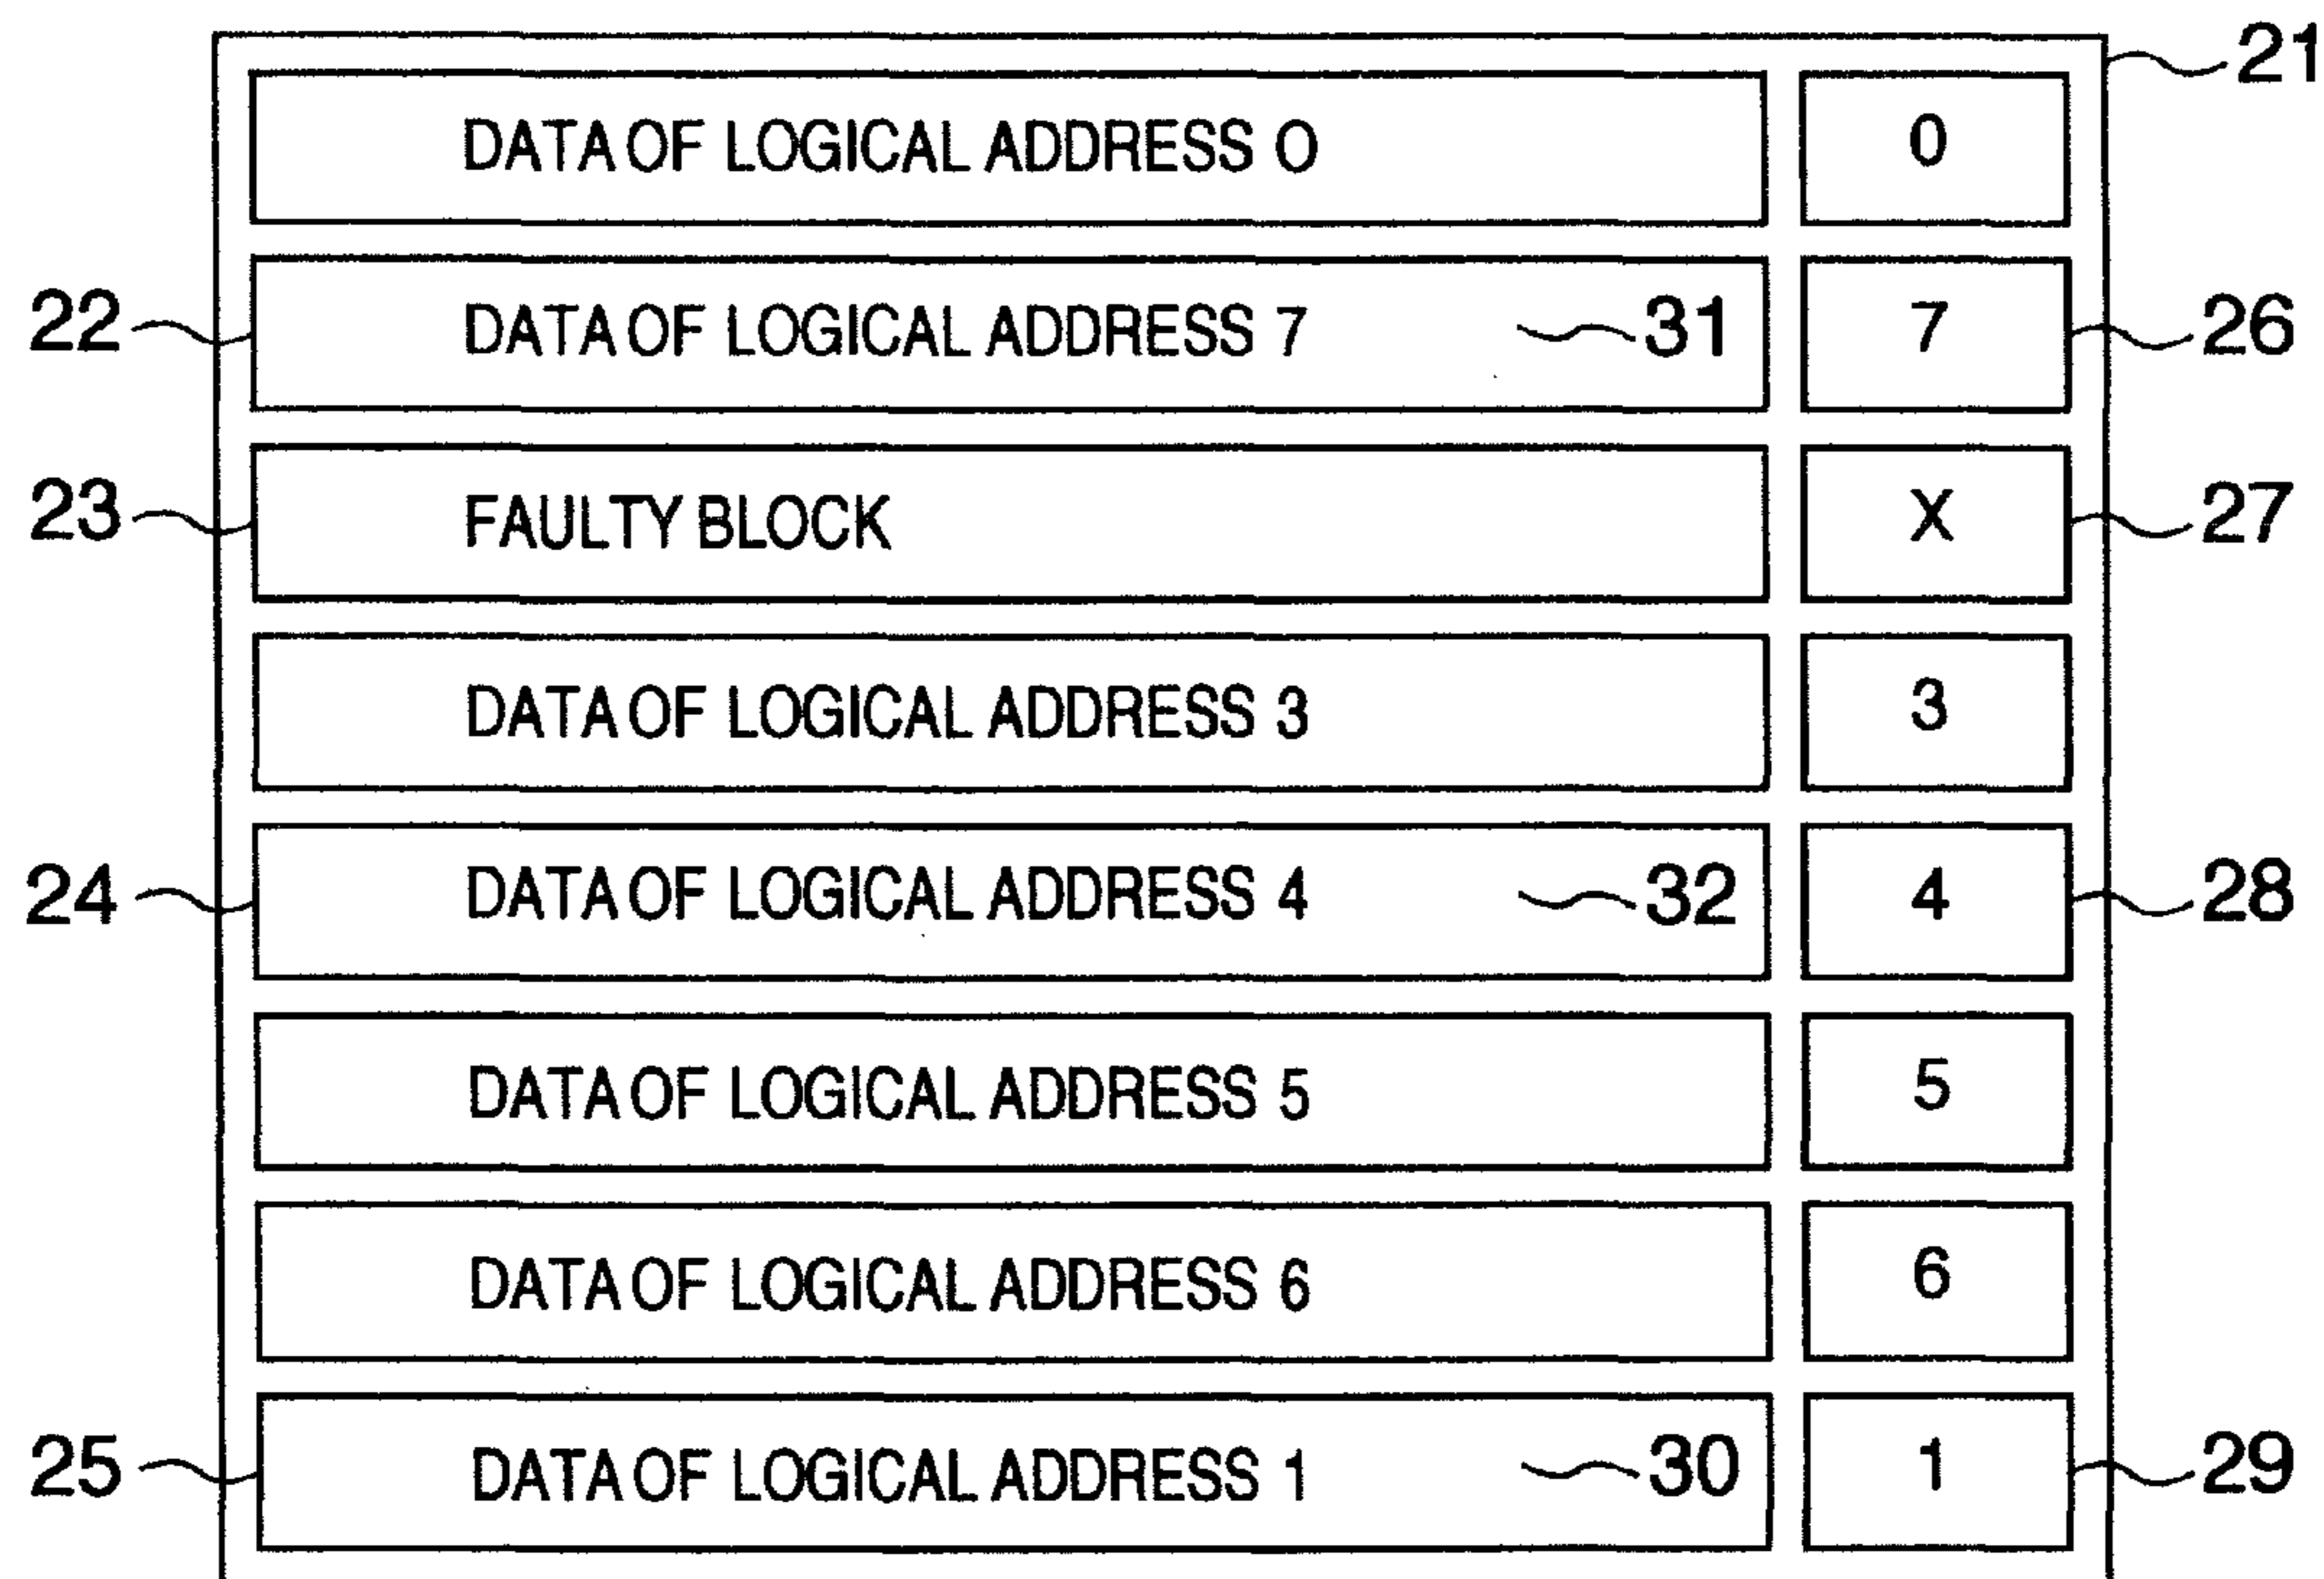 21
DATA OF LOGICAL ADDRESS 0 0
22 DATA OF LOGICAL ADDRESS 7 31 7 26
23 FAULTY BLOCK X 27
DATA OF LOGICAL ADDRESS 3 3
24 DATA OF LOGICAL ADDRESS 4 32 4 28
DATA OF LOGICAL ADDRESS 5 5
DATA OF LOGICAL ADDRESS 6 6
25 DATA OF LOGICAL ADDRESS 1 30 1 29